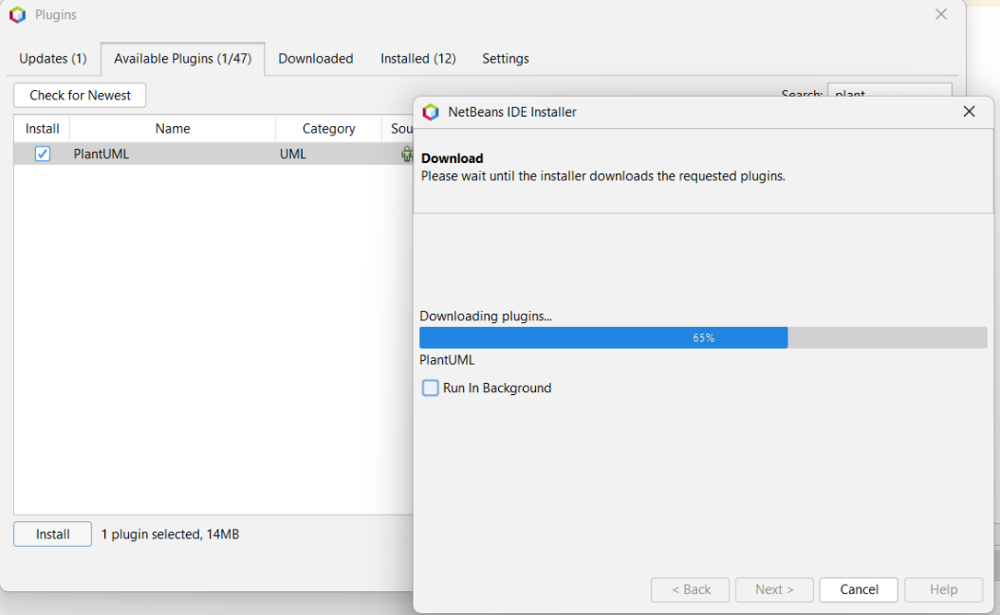 Plugins
Updates (1) Available Plugins (1/47) Downloaded Installed (12) Settings
Check for Newest
Search: plant
Install Name Category Sou
PlantUML UML
Install 1 plugin selected, 14MB
NetBeans IDE Installer
Download
Please wait until the installer downloads the requested plugins.
Downloading plugins...
65%
PlantUML
Run In Background
< Back Next > Cancel Help